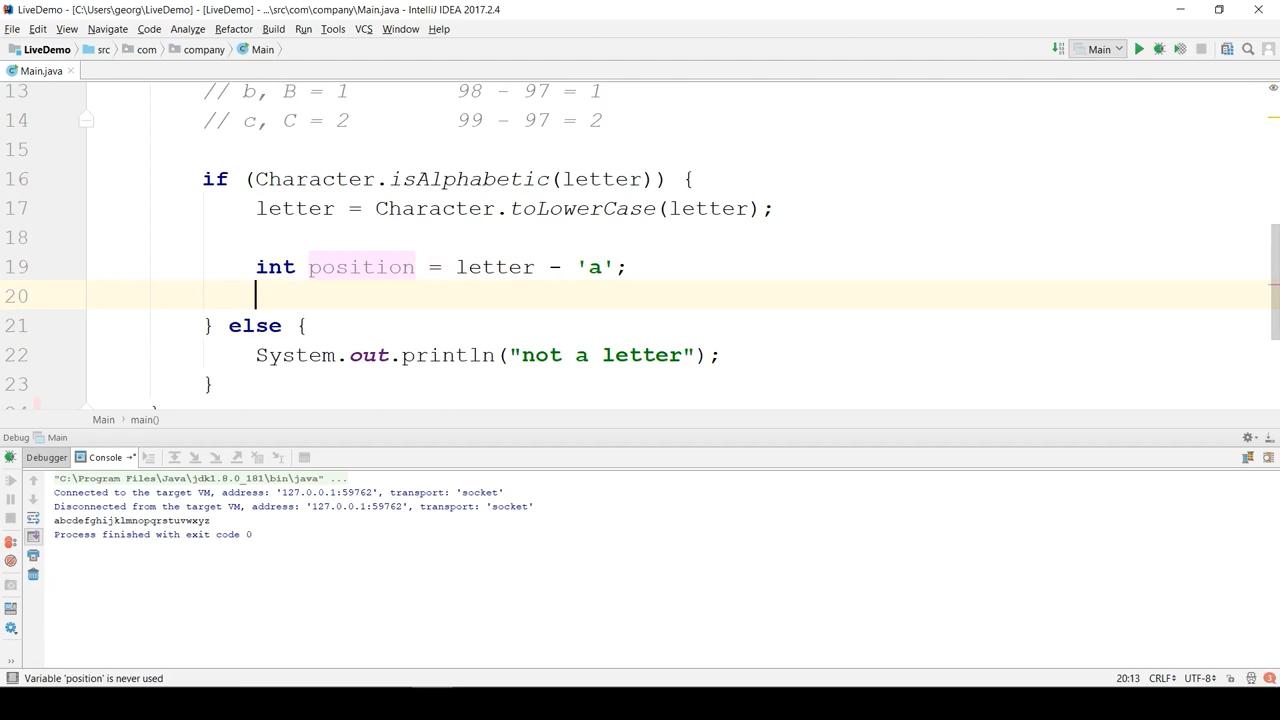 LiveDemo - [C:\Users\georg\LiveDemo] - [LiveDemo] - ...\src\com\company\Main.java - IntelliJ IDEA 2017.2.4
File Edit View Navigate Code Analyze Refactor Build Run Tools VCS Window Help
LiveDemo src com company Main Main
Main.java
13 // b, B = 1 98 - 97 = 1
14 // c, C = 2 99 - 97 = 2
15
16 if (Character.isAlphabetic(letter)) {
17 letter = Character.toLowerCase(letter);
18
19 int position = letter - 'a';
20
21 } else {
22 System.out.println("not a letter");
23 }
}
Main main()
Debug Main
Debugger Console
"C:\Program Files\Java\jdk1.8.0_181\bin\java" ...
Connected to the target VM, address: '127.0.0.1:59762', transport: 'socket'
Disconnected from the target VM, address: '127.0.0.1:59762', transport: 'socket'
abcdefghijklmnopqrstuvwxyz
Process finished with exit code 0
Variable 'position' is never used 20:13 CRLF UTF-8 3